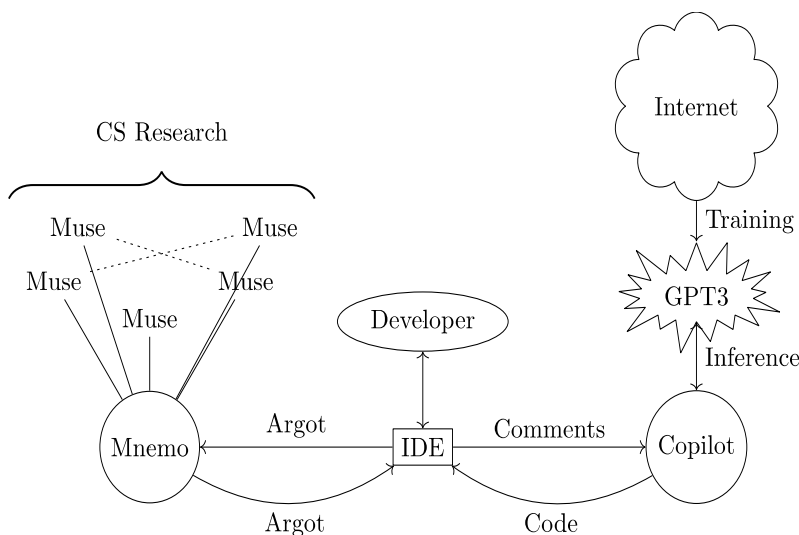 Internet
CS Research
Training
Muse
Muse
Muse
Muse
GPT3
Muse
Developer
Inference
Argot
Comments
Mnemo
IDE
Copilot
Argot
Code